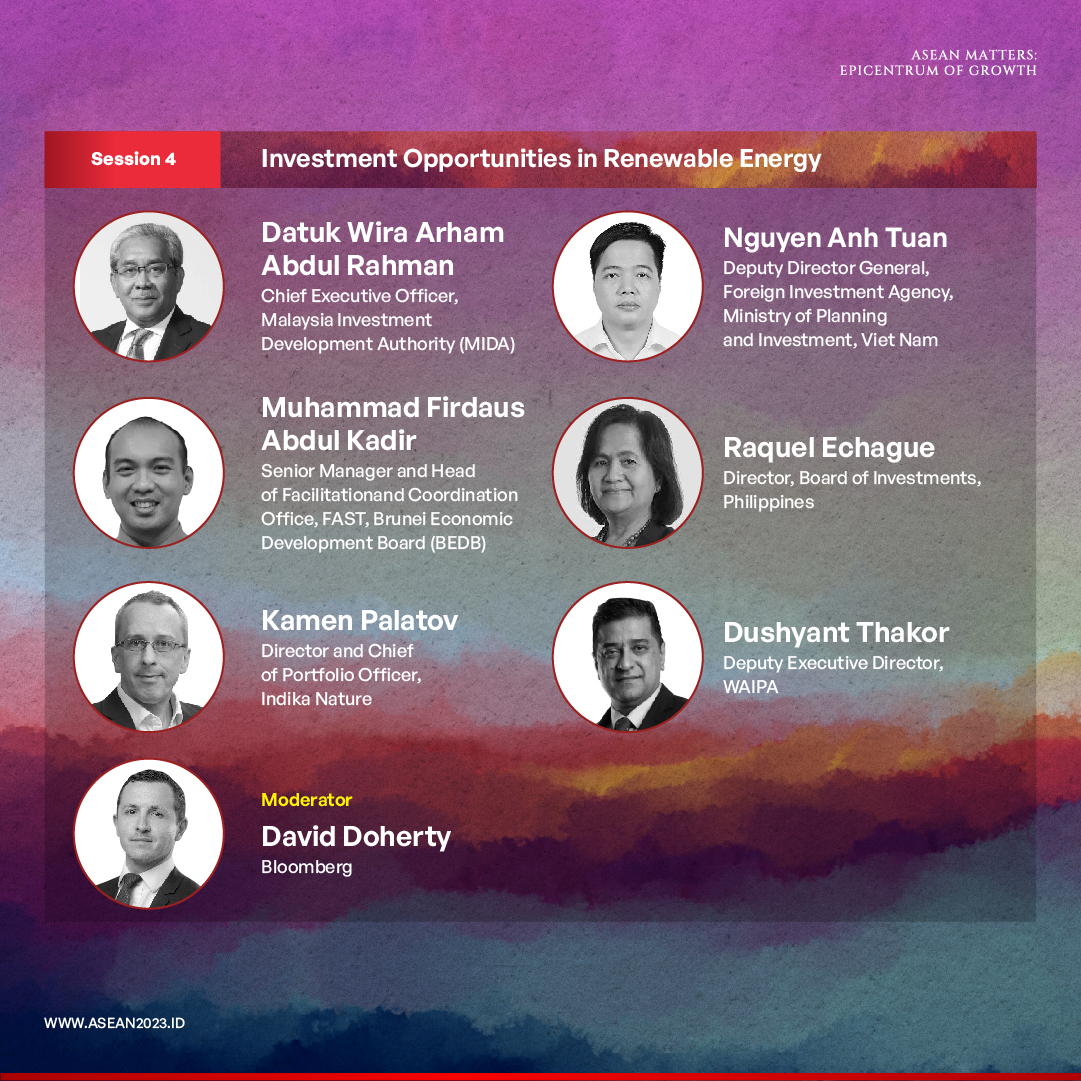 ASEAN MATTERS:
EPICENTRUM OF GROWTH
Session 4
Investment Opportunities in Renewable Energy
Datuk Wira Arham
Abdul Rahman
Chief Executive Officer,
Malaysia Investment
Development Authority (MIDA)
Nguyen Anh Tuan
Deputy Director General,
Foreign Investment Agency,
Ministry of Planning
and Investment, Viet Nam
Muhammad Firdaus
Abdul Kadir
Senior Manager and Head
of Facilitationand Coordination
Office, FAST, Brunei Economic
Development Board (BEDB)
Raquel Echague
Director, Board of Investments,
Philippines
Kamen Palatov
Director and Chief
of Portfolio Officer,
Indika Nature
Dushyant Thakor
Deputy Executive Director,
WAIPA
Moderator
David Doherty
Bloomberg
WWW.ASEAN2023.ID